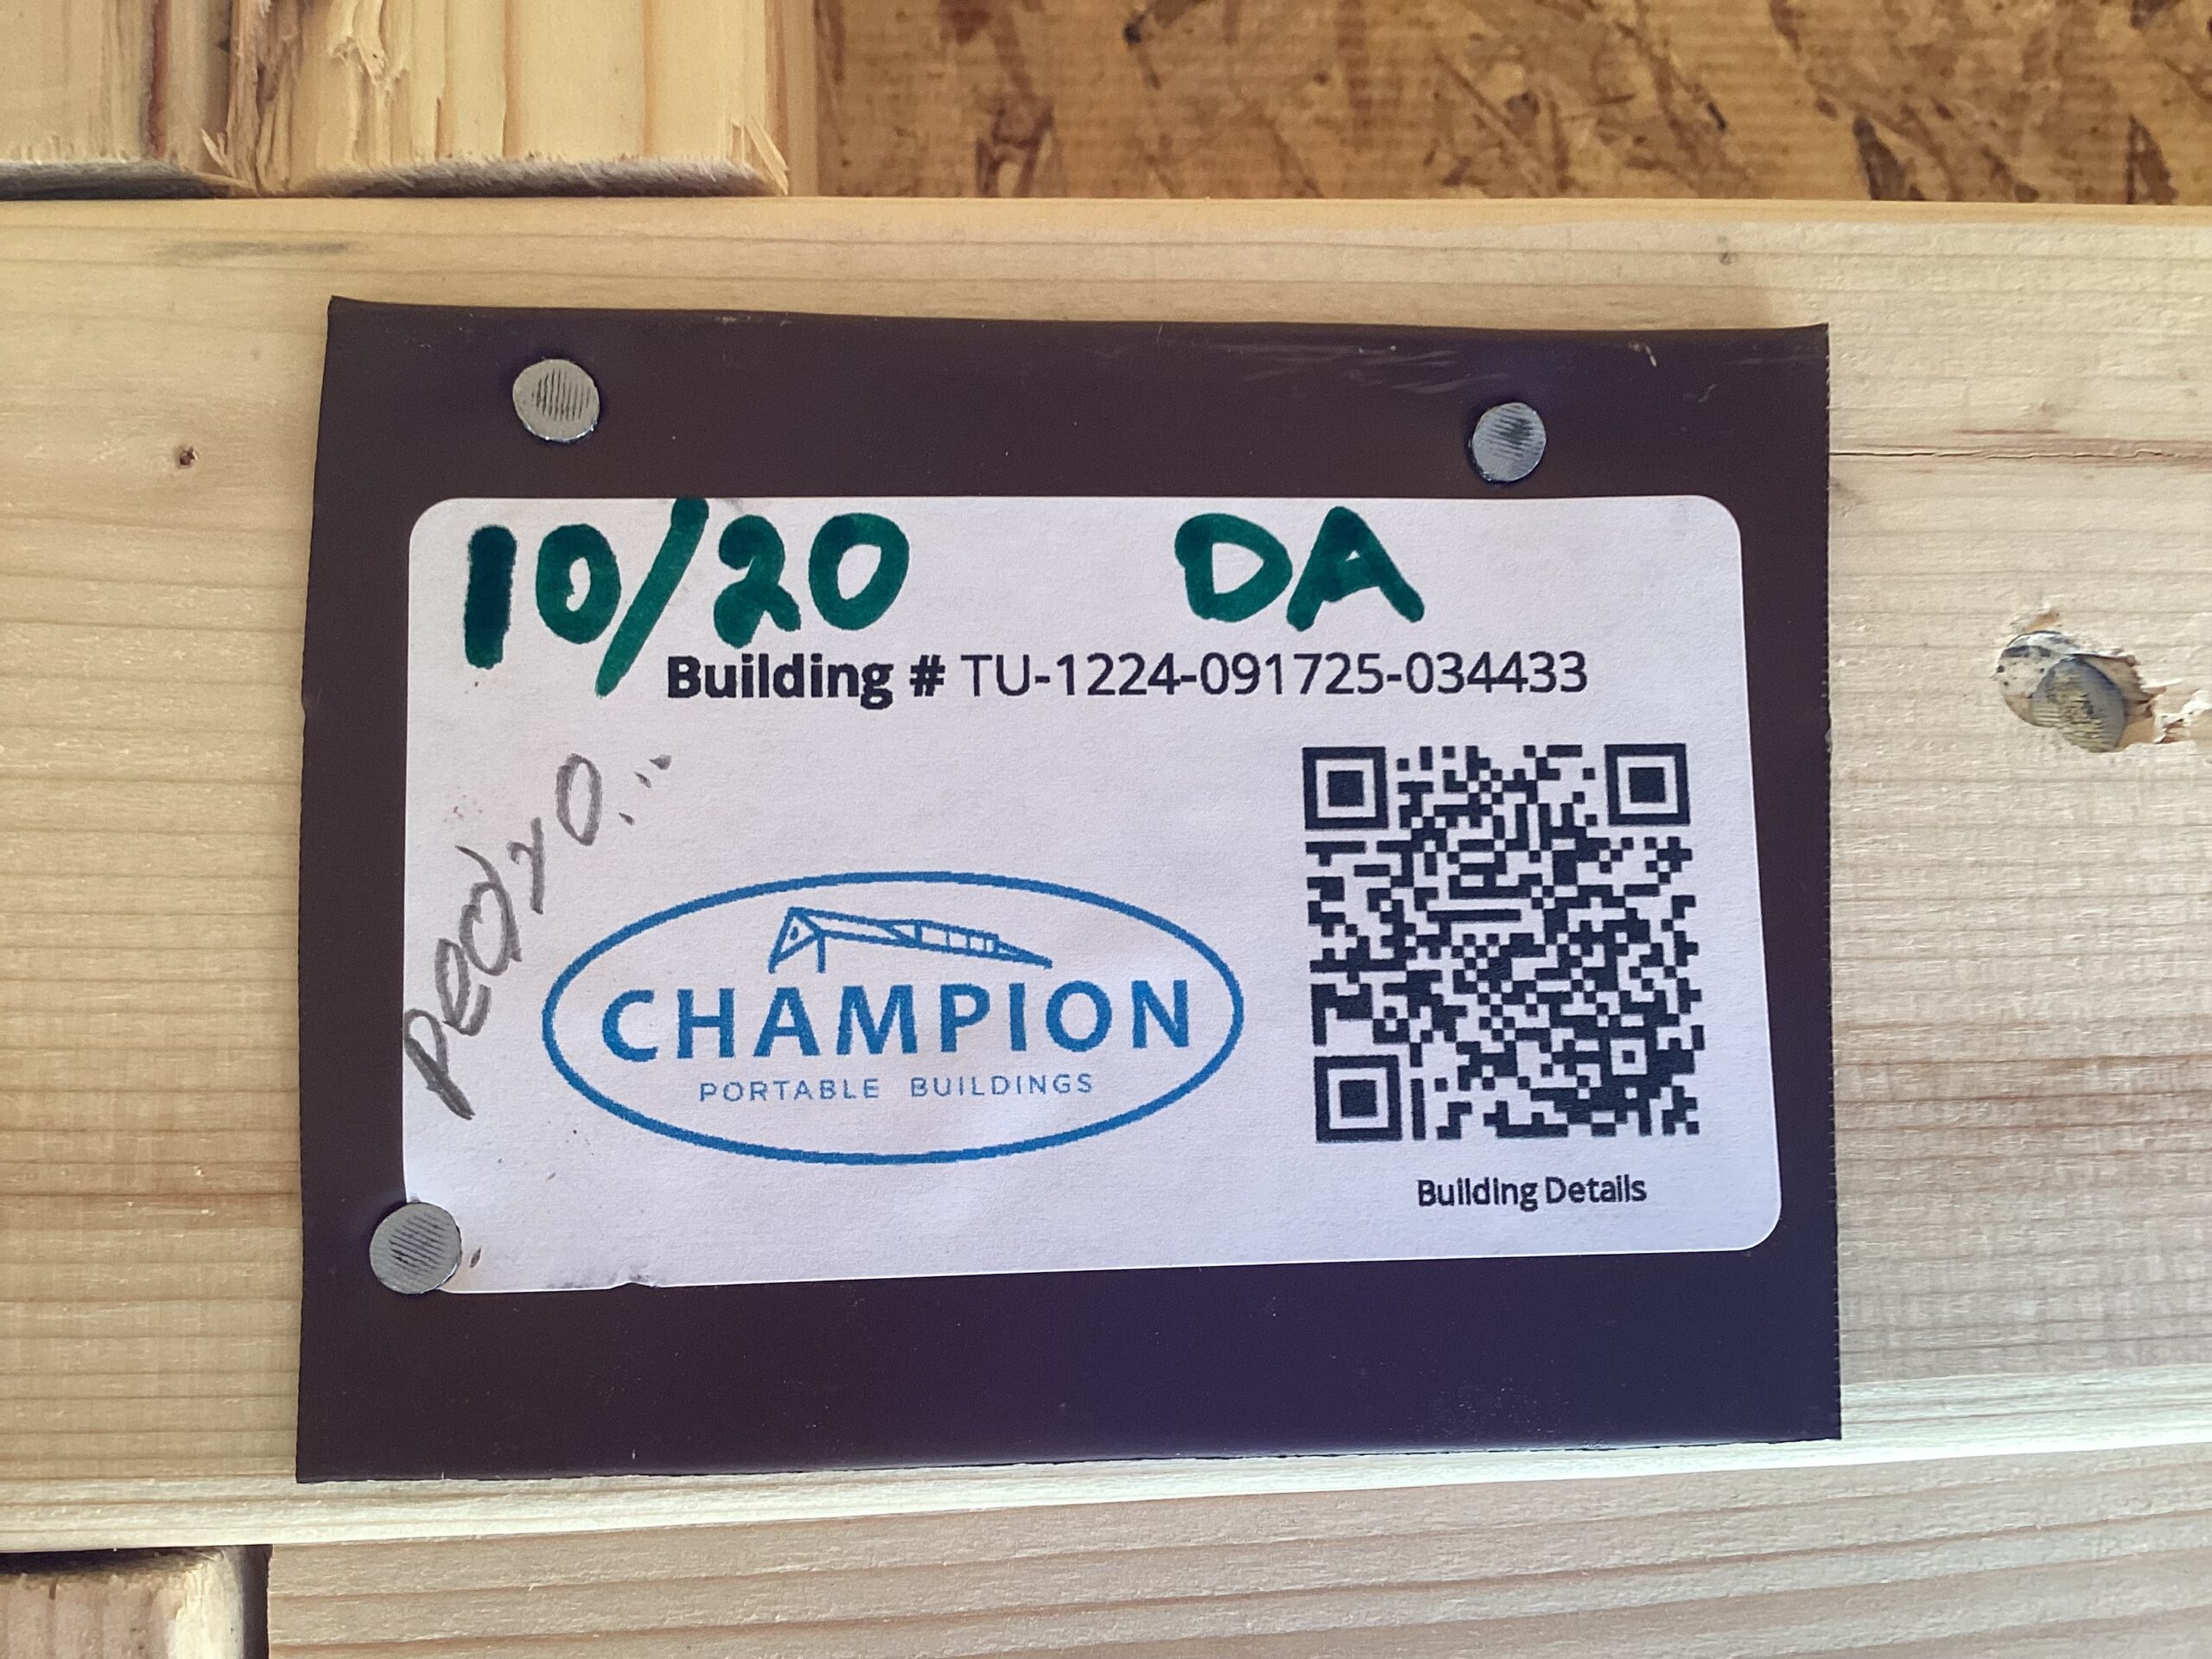 10/20 DA
Building # TU-1224-091725-034433
Pedro
CHAMPION
PORTABLE BUILDINGS
Building Details